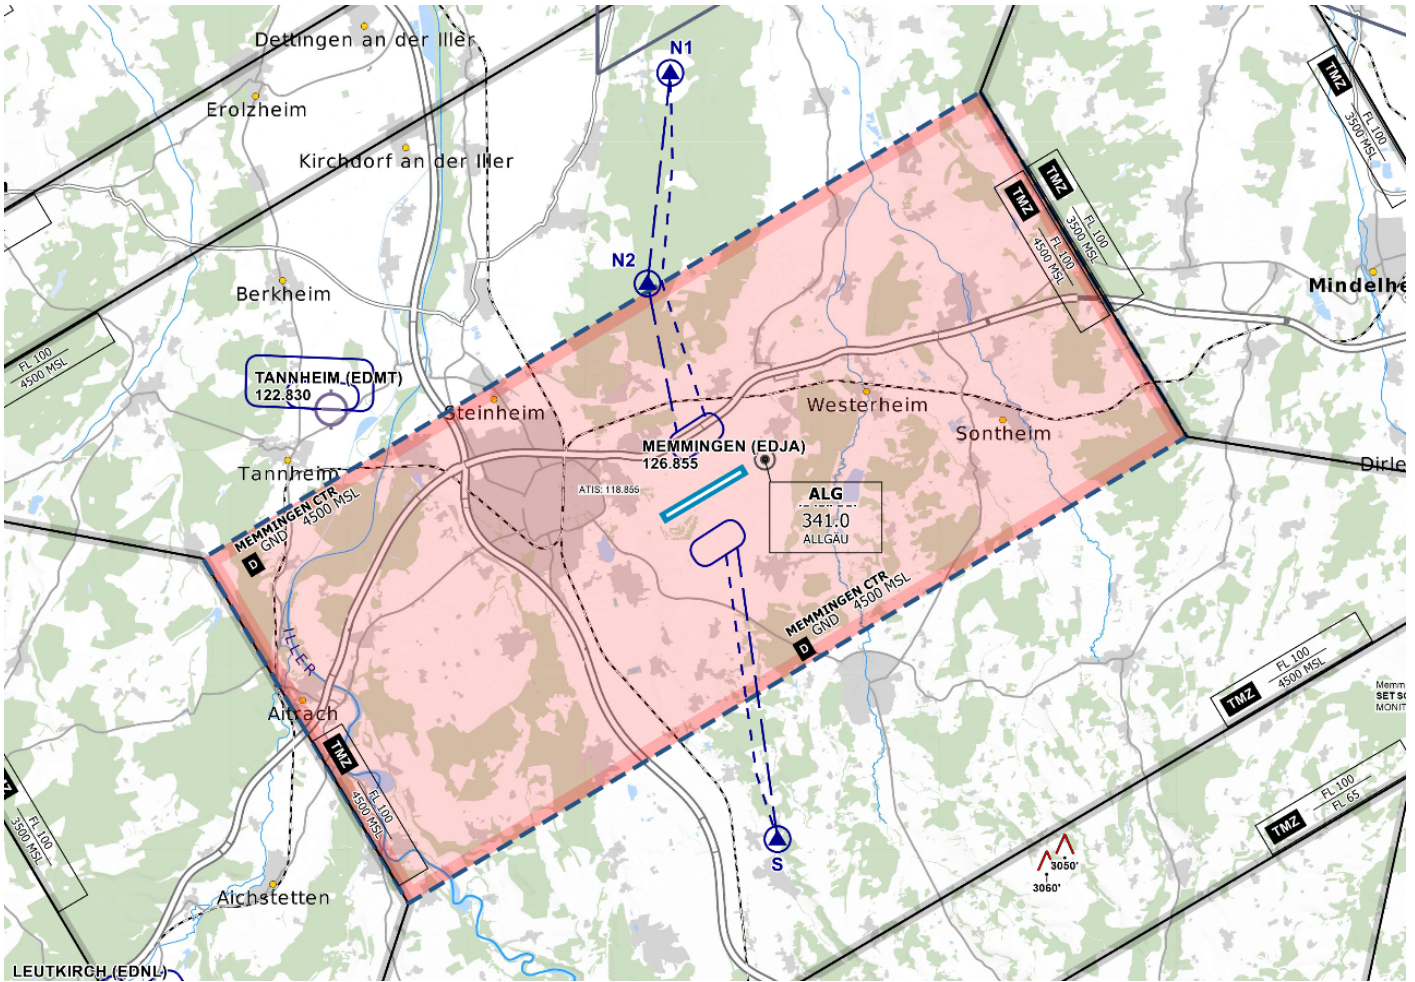 Dettingen an der Iller
N1
Erolzheim
TMZ
FL 100
3500 MSL
Kirchdorf an der Iller
TMZ
FL 100
3500 MSL
TMZ
FL 100
4500 MSL
N2
Berkheim
Mindelhe
FL 100
4500 MSL
TANNHEIM (EDMT)
122.830
Steinheim
Westerheim
Sontheim
MEMMINGEN (EDJA)
126.855
Tannheim
Dirle
ATIS: 118.855
ALG
341.0
ALLGÄU
MEMMINGEN CTR
4500 MSL
GND
D
MEMMINGEN CTR
4500 MSL
GND
D
ILLER
Aitrach
TMZ
FL 100
4500 MSL
TMZ
FL 100
4500 MSL
Memm
SET SQ
MONIT
TMZ
FL 100
FL 65
Z
FL 100
3500 MSL
S
3050'
3060'
Aichstetten
LEUTKIRCH (EDNL)